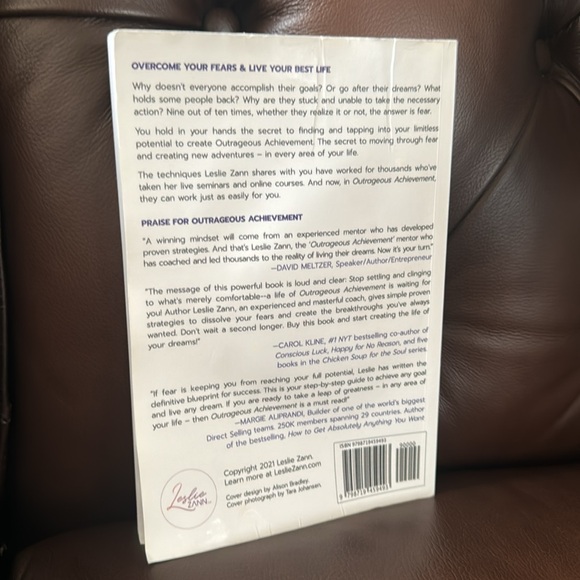 OVERCOME YOUR FEARS & LIVE YOUR BEST LIFE
Why doesn't everyone accomplish their goals? Or go after their dreams? What
holds some people back? Why are they stuck and unable to take the necessary
action? Nine out of ten times, whether they realize it or not, the answer is fear.
You hold in your hands the secret to finding and tapping into your limitless
potential to create Outrageous Achievement. The secret to moving through fear
and creating new adventures – in every area of your life.
The techniques Leslie Zann shares with you have worked for thousands who've
taken her live seminars and online courses. And now, in Outrageous Achievement,
they can work just as easily for you.
PRAISE FOR OUTRAGEOUS ACHIEVEMENT
"A winning mindset will come from an experienced mentor who has developed
proven strategies. And that's Leslie Zann, the 'Outrageous Achievement' mentor who
has coached and led thousands to the reality of living their dreams. Now it's your turn."
—DAVID MELTZER, Speaker/Author/Entrepreneur
"The message of this powerful book is loud and clear: Stop settling and clinging
to what's merely comfortable--a life of Outrageous Achievement is waiting for
you! Author Leslie Zann, an experienced and masterful coach, gives simple proven
strategies to dissolve your fears and create the breakthroughs you've always
wanted. Don't wait a second longer. Buy this book and start creating the life of
your dreams!"
—CAROL KLINE, #1 NYT bestselling co-author of
Conscious Luck, Happy for No Reason, and five
books in the Chicken Soup for the Soul series.
"If fear is keeping you from reaching your full potential, Leslie has written the
definitive blueprint for success. This is your step-by-step guide to achieve any goal
and live any dream. If you are ready to take a leap of greatness – in any area of
your life – then Outrageous Achievement is a must read!"
—MARGIE ALIPRANDI, Builder of one of the world's biggest
Direct Selling teams. 250K members spanning 29 countries. Author
of the bestselling, How to Get Absolutely Anything You Want
Leslie
ZANN
Copyright 2021 Leslie Zann
Learn more at LeslieZann.com
Cover design by Alison Bradley.
Cover photograph by Tara Johansen.
ISBN 9798719459493
90000
9 798719 459493